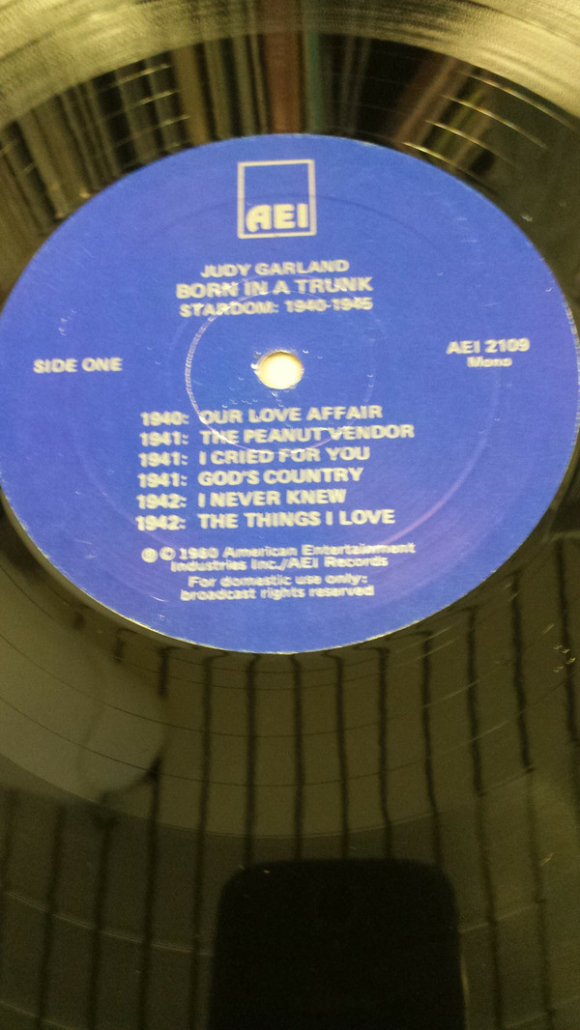 AEI
JUDY GARLAND
BORN IN A TRUNK
STARDOM: 1940-1945
SIDE ONE
AEI 2109
Mono
1940: OUR LOVE AFFAIR
1941: THE PEANUT VENDOR
1941: I CRIED FOR YOU
1941: GOD'S COUNTRY
1942: I NEVER KNEW
1942: THE THINGS I LOVE
℗ © 1980 American Entertainment
Industries Inc./AEI Records
For domestic use only:
broadcast rights reserved